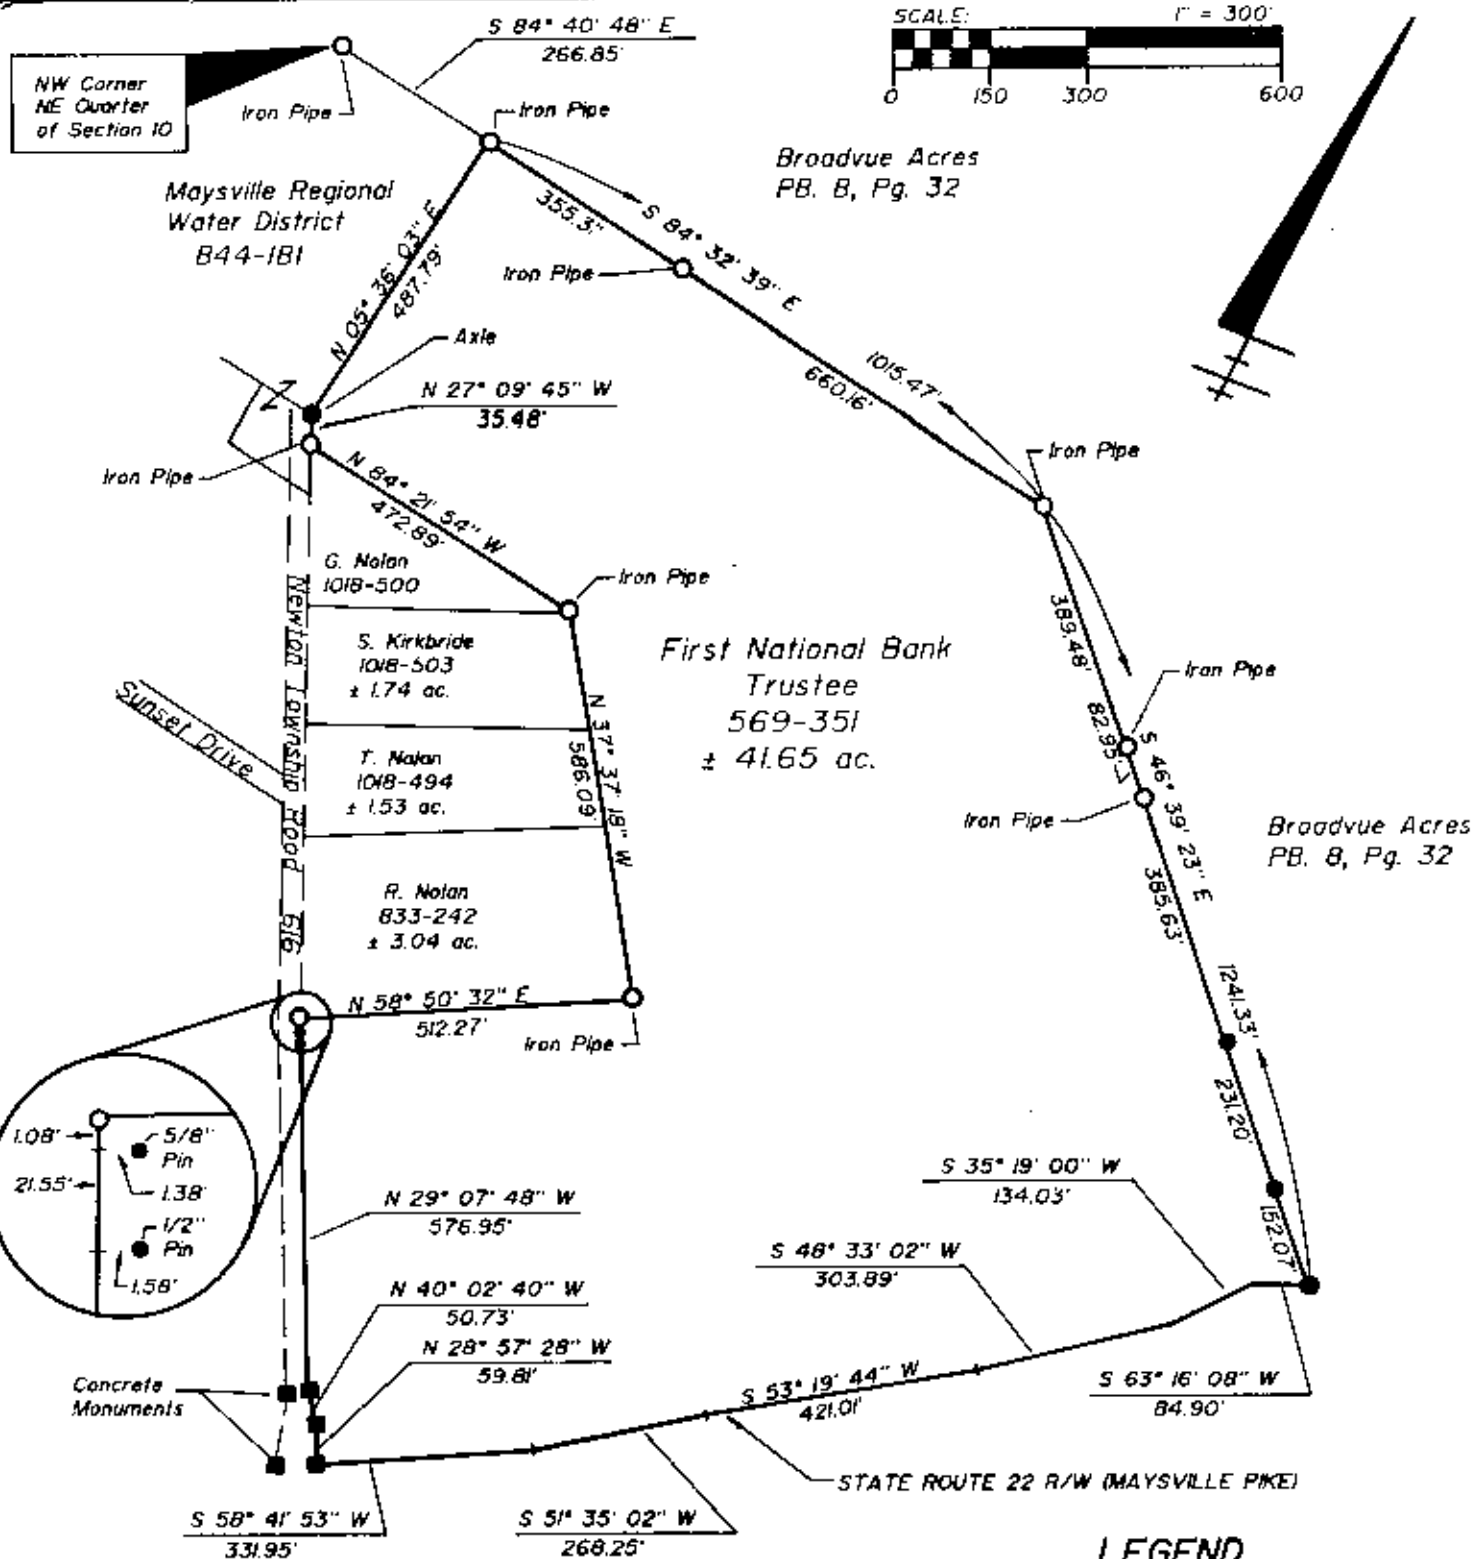 S 84° 40' 48" E
266.85'
SCALE:
1" = 300'
0 150 300 600
NW Corner
NE Quarter
of Section 10
Iron Pipe
Iron Pipe
Broadvue Acres
PB. 8, Pg. 32
Maysville Regional
Water District
844-181
N 05° 36' 03" E
487.79'
355.31'
S 84° 32' 39" E
Iron Pipe
Axle
1015.47'
660.16'
N 27° 09' 45" W
35.48'
Iron Pipe
Iron Pipe
N 84° 21' 54" W
472.89'
G. Nolan
1018-500
Iron Pipe
S. Kirkbride
1018-503
± 1.74 ac.
First National Bank
Trustee
569-351
± 41.65 ac.
389.48'
Iron Pipe
82.95'
Sunset Drive
Newton Township Road 616
T. Nolan
1018-494
± 1.53 ac.
N 37° 37' 18" W
586.09'
Iron Pipe
S 46° 39' 23" E
385.63'
Broadvue Acres
PB. 8, Pg. 32
R. Nolan
833-242
± 3.04 ac.
N 58° 50' 32" E
512.27'
Iron Pipe
1241.33'
231.20'
1.08'
5/8"
Pin
21.55'
1.38'
1/2"
Pin
1.58'
S 35° 19' 00" W
134.03'
152.07'
N 29° 07' 48" W
576.95'
S 48° 33' 02" W
303.89'
N 40° 02' 40" W
50.73'
N 28° 57' 28" W
59.81'
Concrete
Monuments
S 53° 19' 44" W
421.01'
S 63° 16' 08" W
84.90'
STATE ROUTE 22 R/W (MAYSVILLE PIKE)
S 58° 41' 53" W
331.95'
S 51° 35' 02" W
268.25'
LEGEND